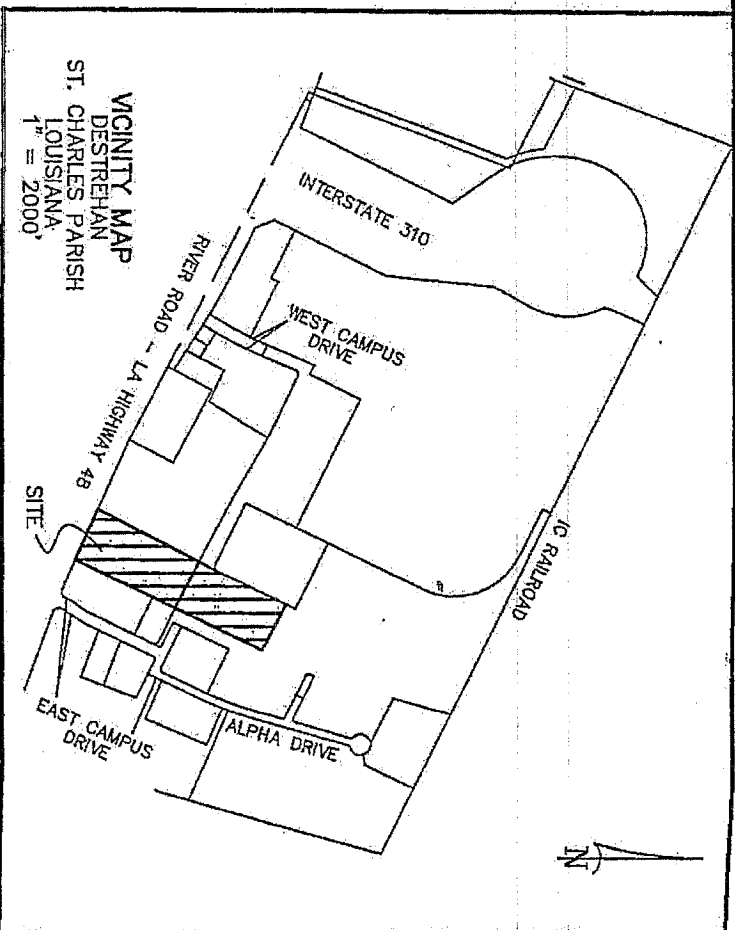 VICINITY MAP
DESTREHAN
ST. CHARLES PARISH
LOUISIANA
1" = 2000'
INTERSTATE 310
WEST CAMPUS
DRIVE
RIVER ROAD - LA HIGHWAY 48
SITE
IC RAILROAD
EAST CAMPUS
DRIVE
ALPHA DRIVE
N